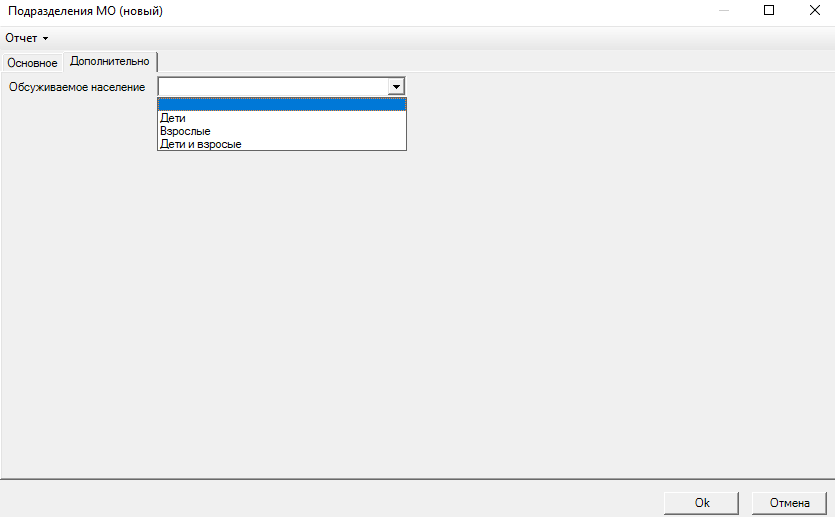 Подразделения МО (новый)
Отчет
Основное Дополнительно
Обсуживаемое население
Дети
Взрослые
Дети и взросые
Ok Отмена